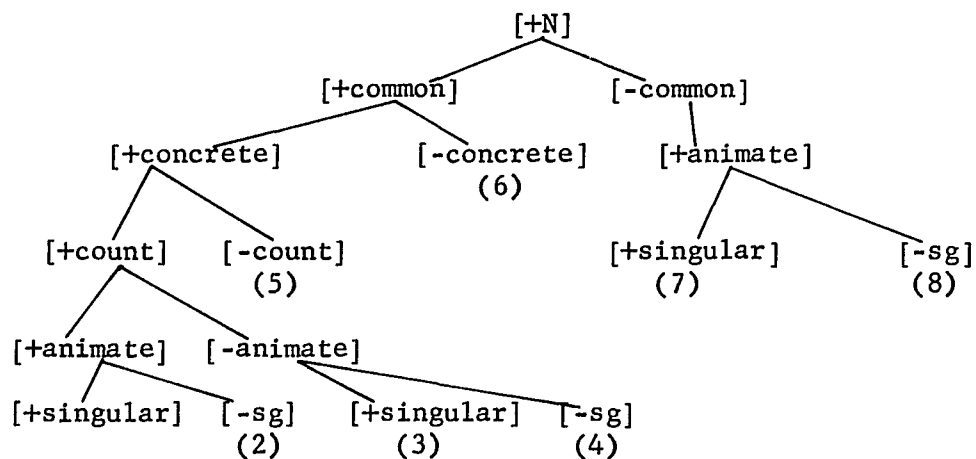 [+N]
[+common] [-common]
[+concrete] [-concrete] [+animate]
(6)
[+count] [-count] [+singular] [-sg]
(5) (7) (8)
[+animate] [-animate]
[+singular] [-sg] [+singular] [-sg]
(2) (3) (4)